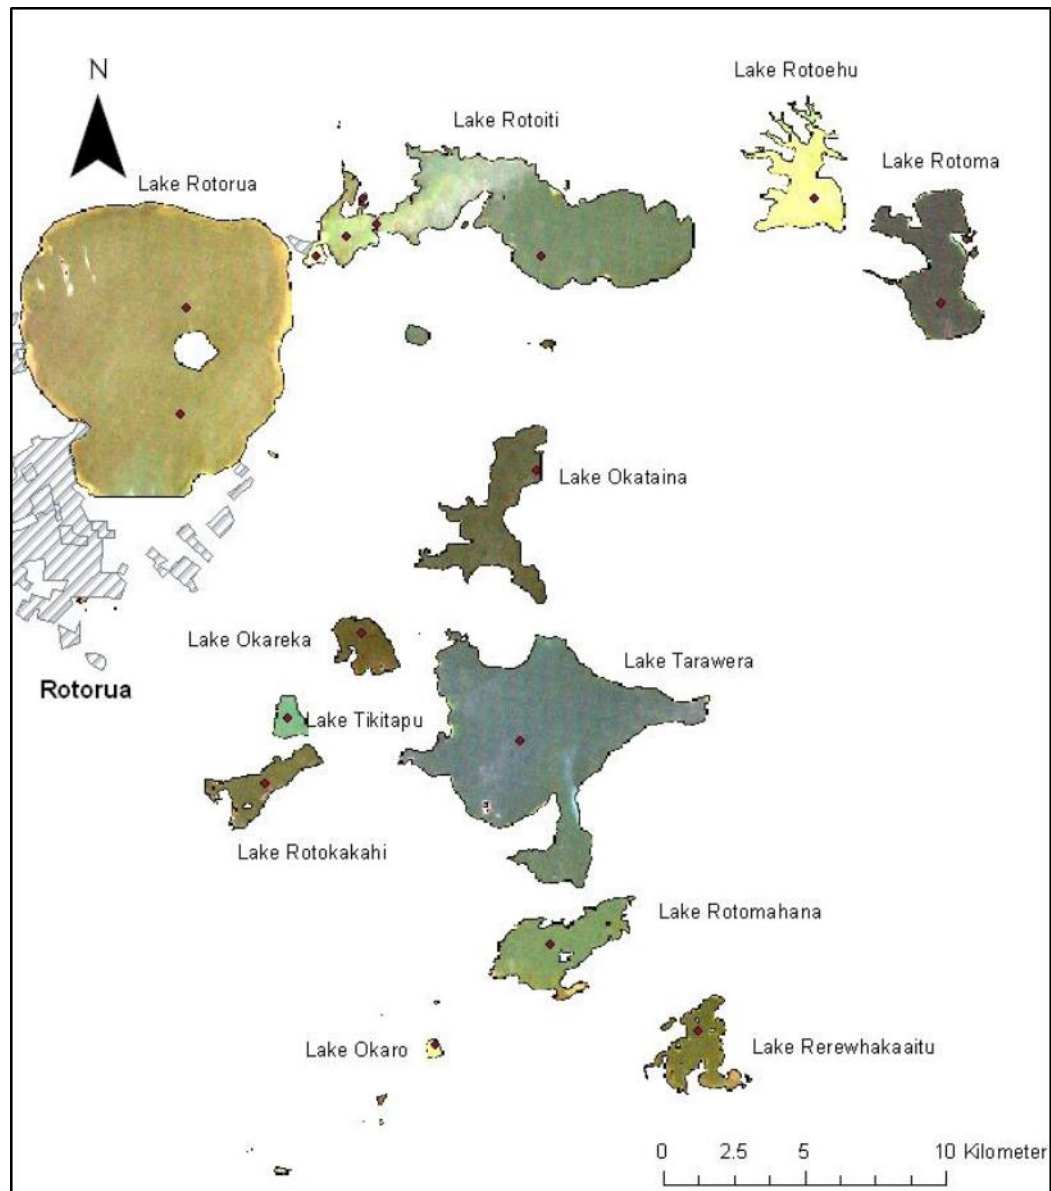 N
Lake Rotoehu
Lake Rotoiti
Lake Rotoma
Lake Rotorua
Lake Okataina
Lake Okareka
Lake Tarawera
Rotorua
Lake Tikitapu
Lake Rotokakahi
Lake Rotomahana
Lake Okaro
Lake Rerewhakaaitu
0 2.5 5 10 Kilometer